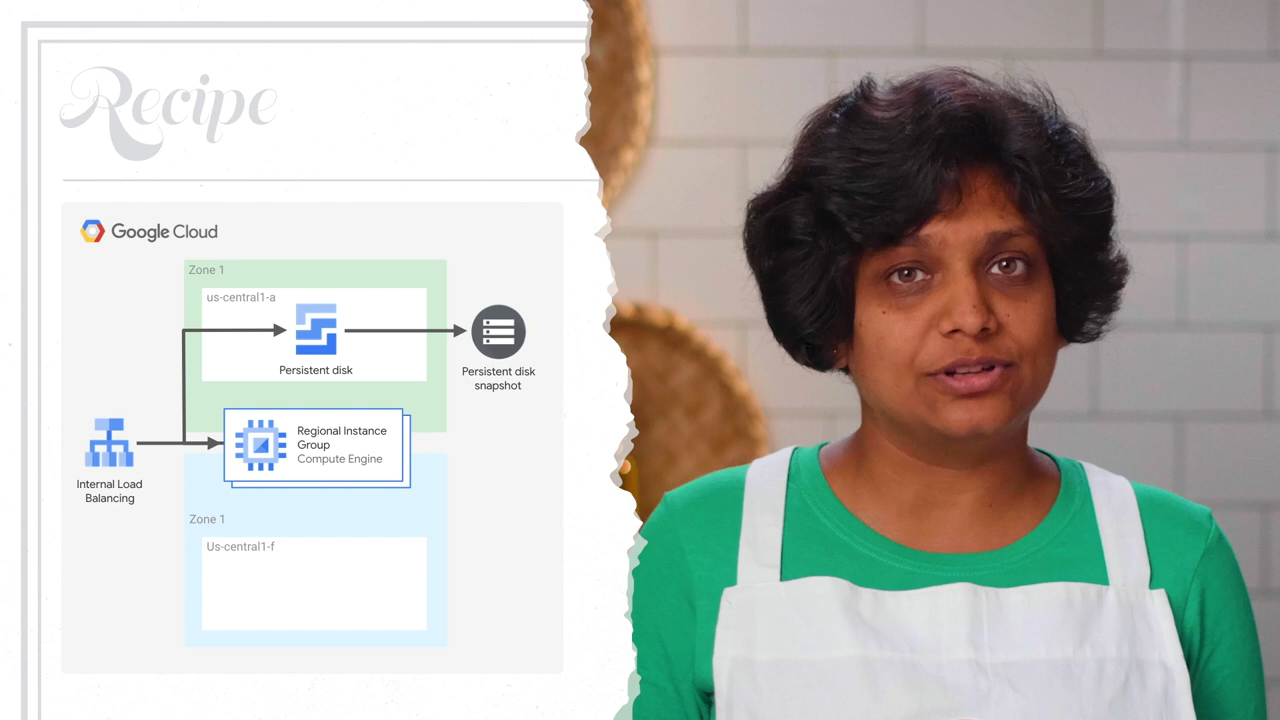 Recipe
Google Cloud
Zone 1
us-central1-a
Persistent disk
Persistent disk
snapshot
Regional Instance
Group
Compute Engine
Internal Load
Balancing
Zone 1
Us-central1-f